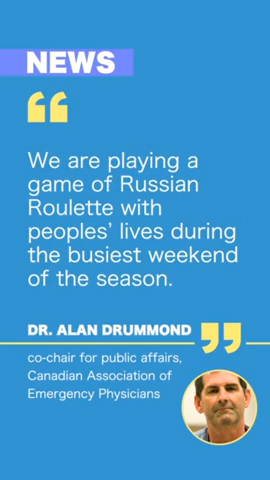 NEWS
We are playing a
game of Russian
Roulette with
peoples’ lives during
the busiest weekend
of the season.
DR. ALAN DRUMMOND
co-chair for public affairs,
Canadian Association of
Emergency Physicians